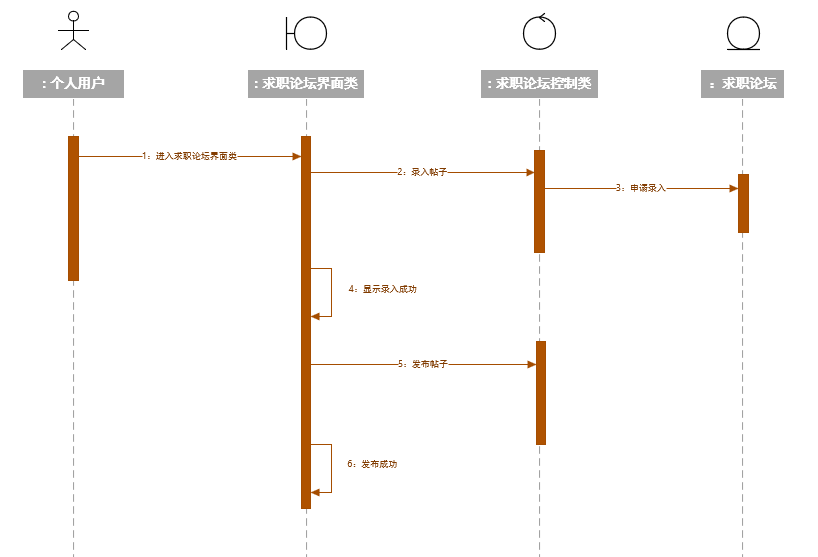 ：个人用户
：求职论坛界面类
：求职论坛控制类
：求职论坛
1：进入求职论坛界面类
2：录入帖子
3：申请录入
4：显示录入成功
5：发布帖子
6：发布成功